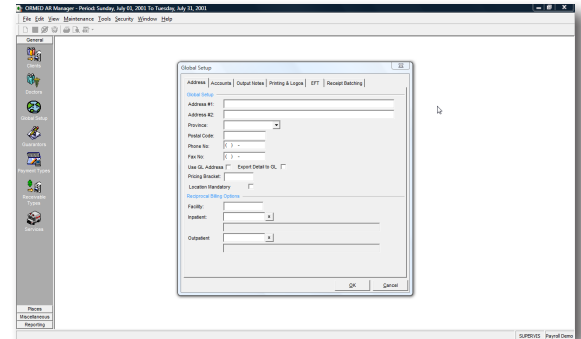 ORMED AR Manager - Period: Sunday, July 01, 2001 To Tuesday, July 31, 2001
File Edit View Maintenance Tools Security Window Help
General
Clients
Doctors
Global Setup
Guarantors
Payment Types
Receivable
Types
Services
Places
Miscellaneous
Reporting
Global Setup
Address Accounts Output Notes Printing & Logos EFT Receipt Batching
Global Setup
Address #1:
Address #2:
Province:
Postal Code:
Phone No: ( ) -
Fax No: ( ) -
Use GL Address Export Detail to GL
Pricing Bracket:
Location Mandatory
Reciprocal Billing Options
Facility:
Inpatient: x
Outpatient x
OK Cancel
SUPERVIS Payroll Demo